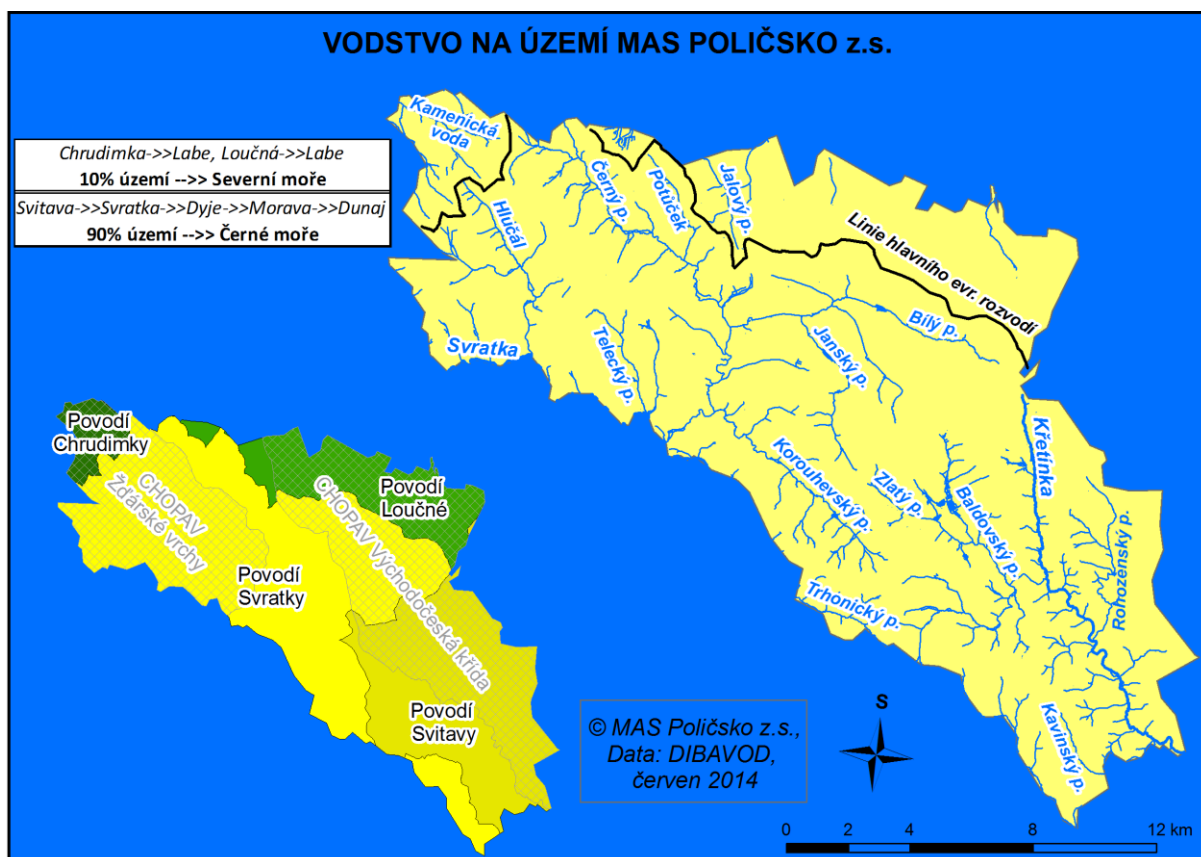 VODSTVO NA ÚZEMÍ MAS POLIČSKO z.s.
Chrudimka->>Labe, Loučná->>Labe
10% území -->> Severní moře
Svitava->>Svratka->>Dyje->>Morava->>Dunaj
90% území -->> Černé moře
Kamenická
voda
Hlučál
Černý p.
Potůček
Jalový p.
Linie hlavního evr. rozvodí
Bílý p.
Svratka
Telecký p.
Janský p.
Křetínka
Korouhevský p.
Zlatý p.
Baldovský p.
Rohozenský p.
Trhonický p.
Kavinský p.
Povodí
Chrudimky
CHOPAV
Žďárské vrchy
Povodí
Loučné
CHOPAV Východočeská křída
Povodí
Svratky
Povodí
Svitavy
© MAS Poličsko z.s.,
Data: DIBAVOD,
červen 2014
S
0 2 4 8 12 km